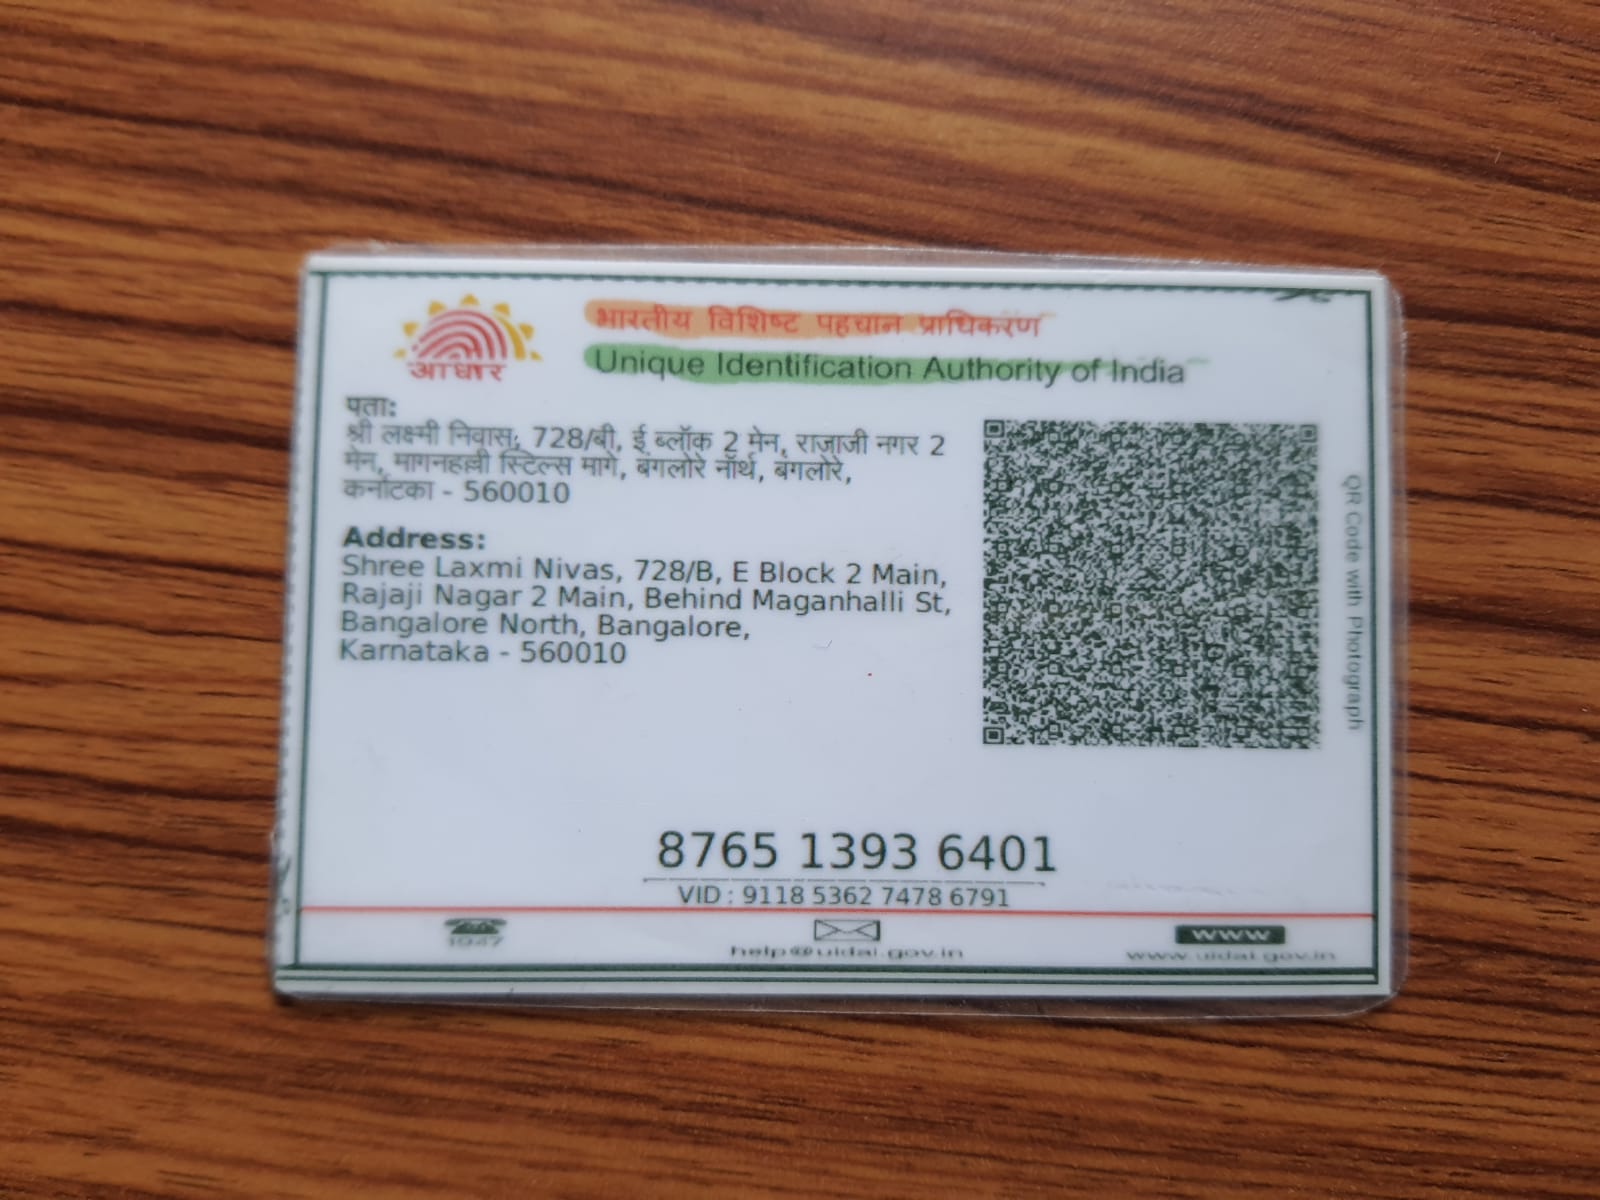 आधार
भारतीय विशिष्ट पहचान प्राधिकरण
Unique Identification Authority of India
पता:
श्री लक्ष्मी निवास, 728/बी, ई ब्लॉक 2 मेन, राजाजी नगर 2
मेन, मागनहल्ली स्टिल्स मार्ग, बंगलोरे नॉर्थ, बंगलोरे,
कर्नाटका - 560010
Address:
Shree Laxmi Nivas, 728/B, E Block 2 Main,
Rajaji Nagar 2 Main, Behind Maganhalli St,
Bangalore North, Bangalore,
Karnataka - 560010
QR Code with Photograph
8765 1393 6401
VID : 9118 5362 7478 6791
1947
help@uidai.gov.in
www
www.uidai.gov.in